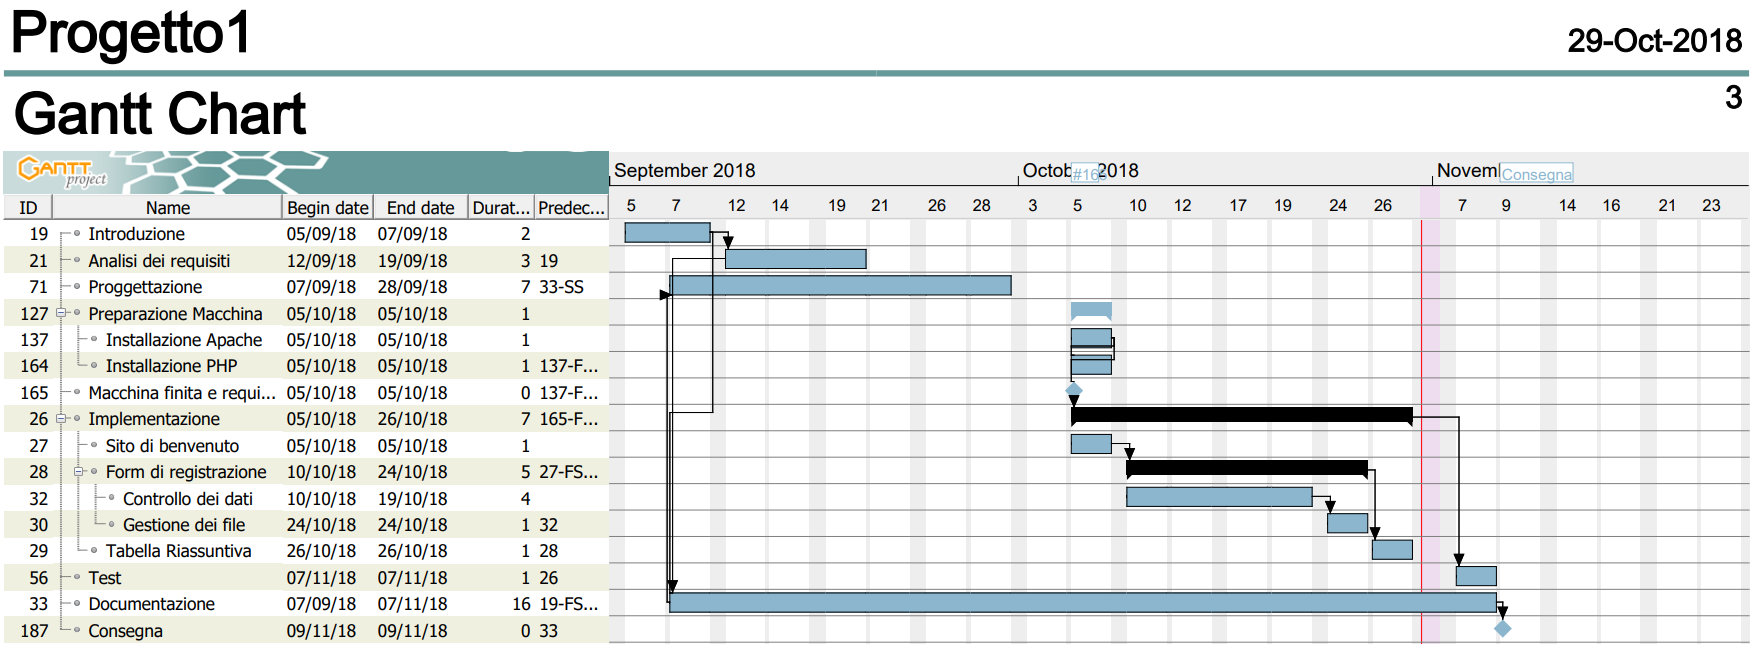 Progetto1
29-Oct-2018
Gantt Chart
3
GANTT project
September 2018 October 2018 Novem
#16 Consegna
ID Name Begin date End date Durat... Predec...
5 7 12 14 19 21 26 28 3 5 10 12 17 19 24 26 7 9 14 16 21 23
19 Introduzione 05/09/18 07/09/18 2
21 Analisi dei requisiti 12/09/18 19/09/18 3 19
71 Proggettazione 07/09/18 28/09/18 7 33-SS
127 Preparazione Macchina 05/10/18 05/10/18 1
137 Installazione Apache 05/10/18 05/10/18 1
164 Installazione PHP 05/10/18 05/10/18 1 137-F...
165 Macchina finita e requi... 05/10/18 05/10/18 0 137-F...
26 Implementazione 05/10/18 26/10/18 7 165-F...
27 Sito di benvenuto 05/10/18 05/10/18 1
28 Form di registrazione 10/10/18 24/10/18 5 27-FS...
32 Controllo dei dati 10/10/18 19/10/18 4
30 Gestione dei file 24/10/18 24/10/18 1 32
29 Tabella Riassuntiva 26/10/18 26/10/18 1 28
56 Test 07/11/18 07/11/18 1 26
33 Documentazione 07/09/18 07/11/18 16 19-FS...
187 Consegna 09/11/18 09/11/18 0 33